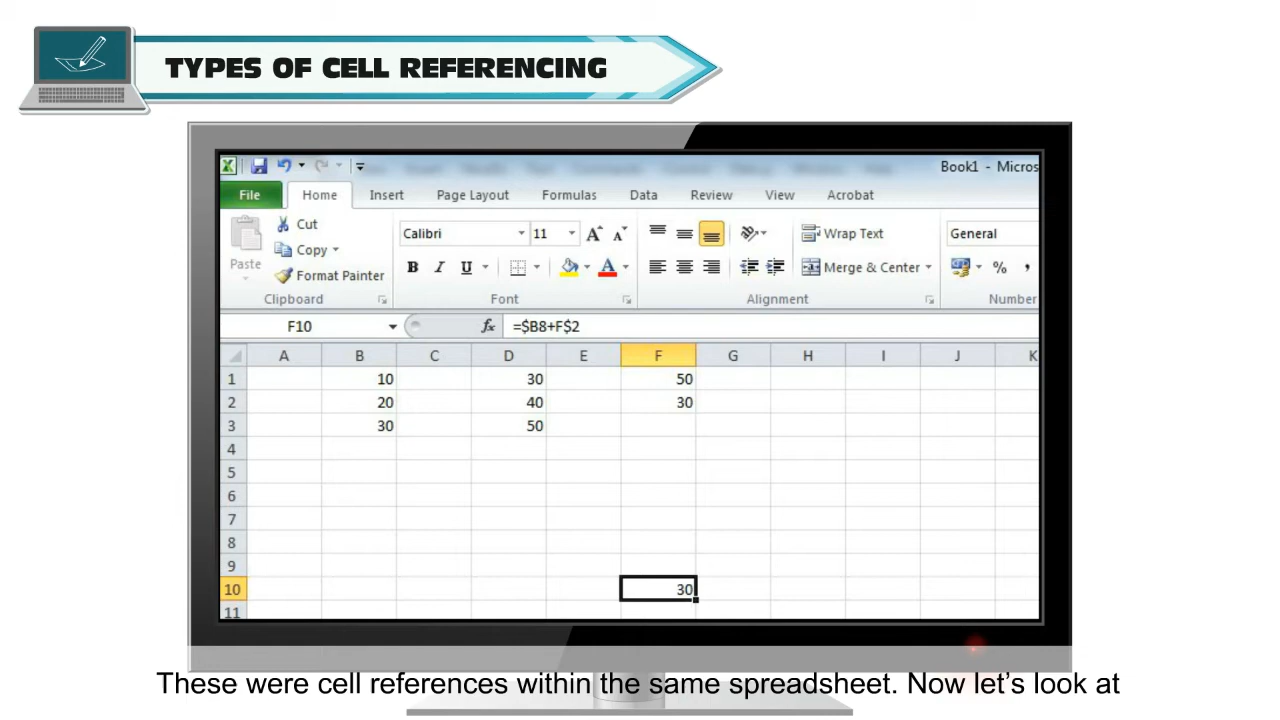 TYPES OF CELL REFERENCING
Book1 - Micros
File Home Insert Page Layout Formulas Data Review View Acrobat
Cut
Copy
Format Painter
Paste
Calibri 11 A A
B I U A
Wrap Text
Merge & Center
General
% ,
Clipboard Font Alignment Number
F10 fx =$B8+F$2
A B C D E F G H I J K
1 10 30 50
2 20 40 30
3 30 50
4
5
6
7
8
9
10 30
11
These were cell references within the same spreadsheet. Now let’s look at